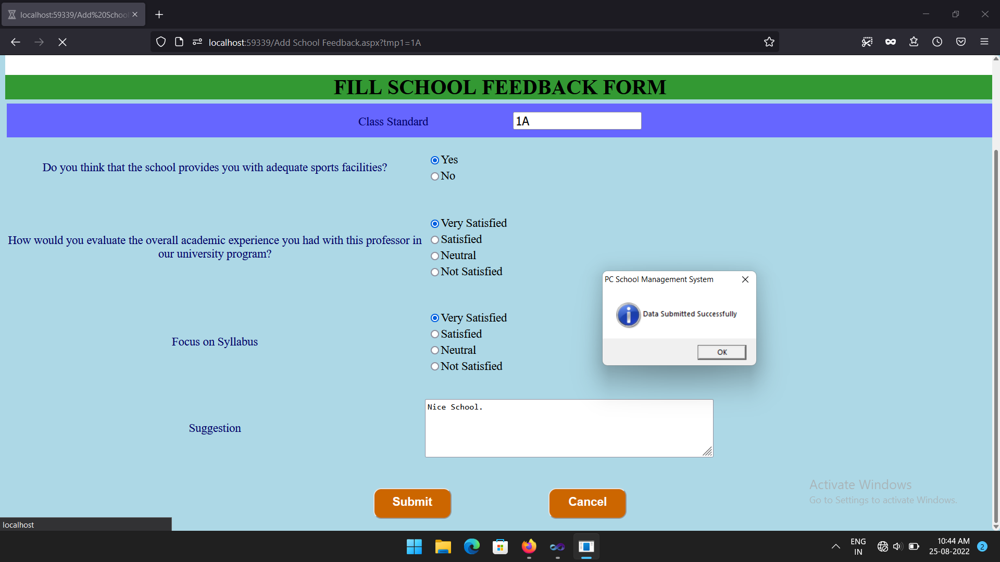 localhost:59339/Add%20School
localhost:59339/Add School Feedback.aspx?tmp1=1A
FILL SCHOOL FEEDBACK FORM
Class Standard
1A
Do you think that the school provides you with adequate sports facilities?
Yes
No
How would you evaluate the overall academic experience you had with this professor in
our university program?
Very Satisfied
Satisfied
Neutral
Not Satisfied
PC School Management System
Data Submitted Successfully
OK
Focus on Syllabus
Very Satisfied
Satisfied
Neutral
Not Satisfied
Suggestion
Nice School.
Submit
Cancel
Activate Windows
Go to Settings to activate Windows.
localhost
ENG
IN
10:44 AM
25-08-2022
2